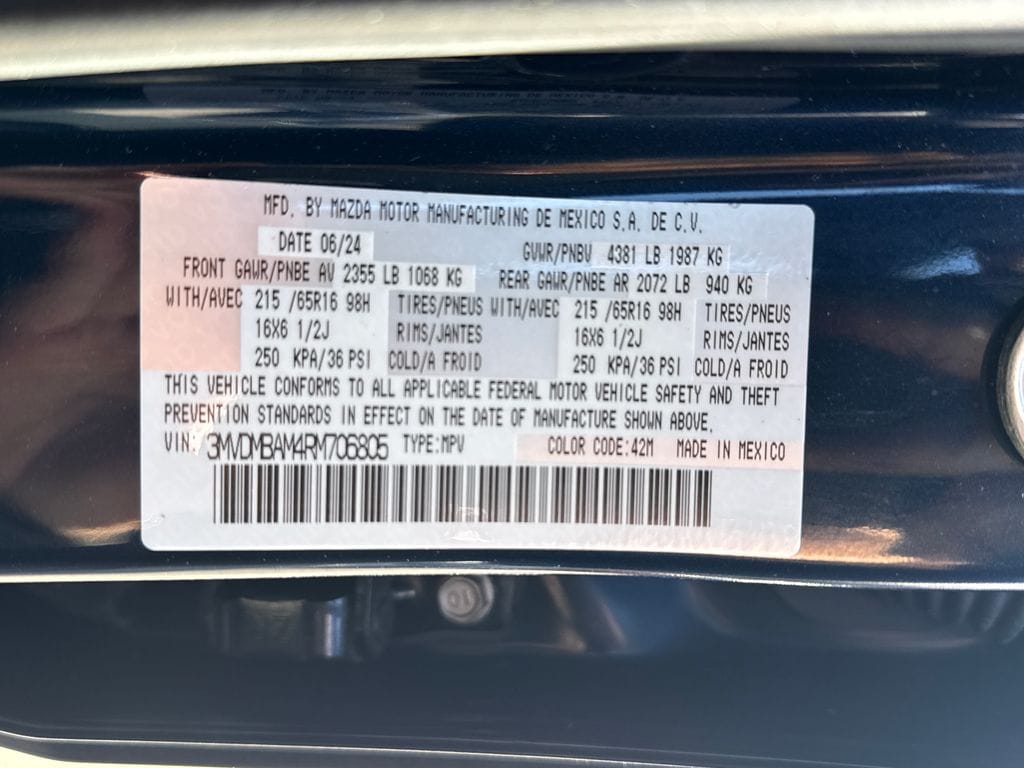 MFD. BY MAZDA MOTOR MANUFACTURING DE MEXICO S.A. DE C.V.
DATE 06/24 GVWR/PNBV 4381 LB 1987 KG
FRONT GAWR/PNBE AV 2355 LB 1068 KG REAR GAWR/PNBE AR 2072 LB 940 KG
WITH/AVEC 215 /65R16 98H TIRES/PNEUS WITH/AVEC 215 /65R16 98H TIRES/PNEUS
16X6 1/2J RIMS/JANTES 16X6 1/2J RIMS/JANTES
250 KPA/36 PSI COLD/A FROID 250 KPA/36 PSI COLD/A FROID
THIS VEHICLE CONFORMS TO ALL APPLICABLE FEDERAL MOTOR VEHICLE SAFETY AND THEFT
PREVENTION STANDARDS IN EFFECT ON THE DATE OF MANUFACTURE SHOWN ABOVE.
VIN: 3MVDMBAM4RM706805 TYPE:MPV COLOR CODE:42M MADE IN MEXICO
10